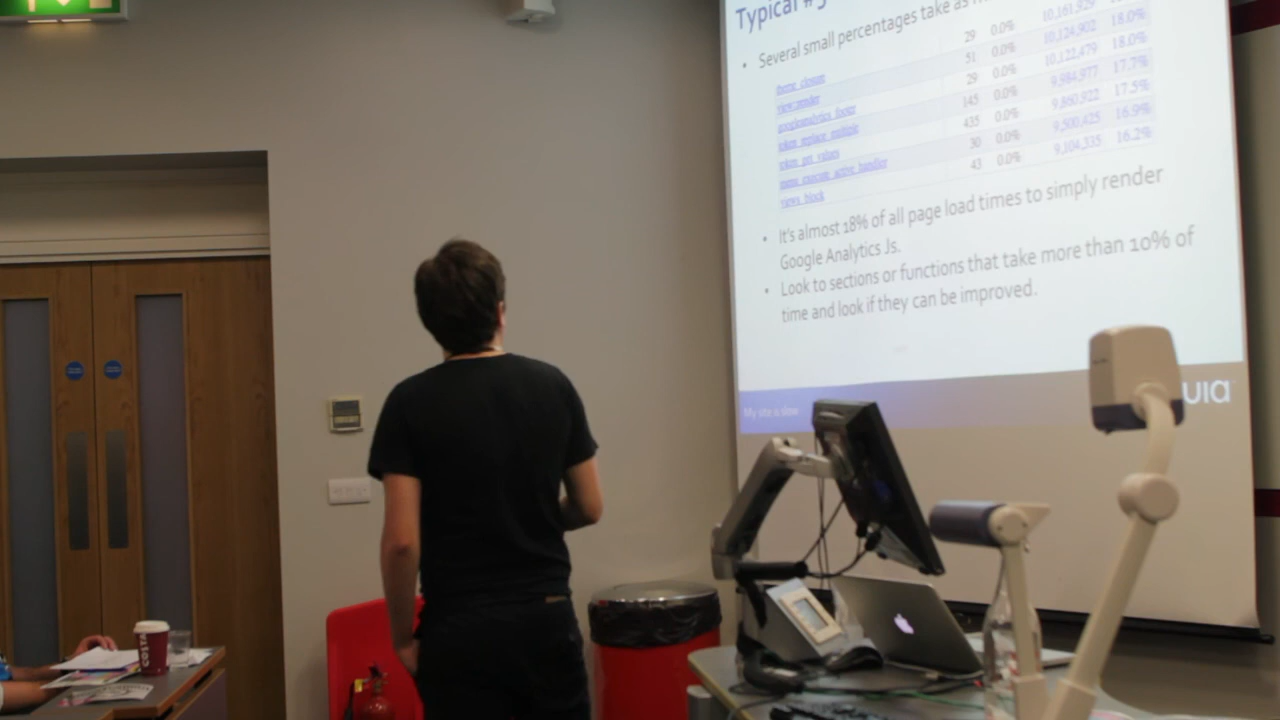 Typical #
• Several small percentages take as
theme_closure 29 0.0% 10,161,929
view::render 51 0.0% 10,124,902 18.0%
googleanalytics_footer 29 0.0% 10,122,479 18.0%
token_replace_multiple 145 0.0% 9,984,977 17.7%
token_get_values 435 0.0% 9,860,922 17.5%
menu_execute_active_handler 30 0.0% 9,500,425 16.9%
views_block 43 0.0% 9,104,335 16.2%
• It's almost 18% of all page load times to simply render
Google Analytics Js.
• Look to sections or functions that take more than 10% of
time and look if they can be improved.
My site is slow
uia
COSTA